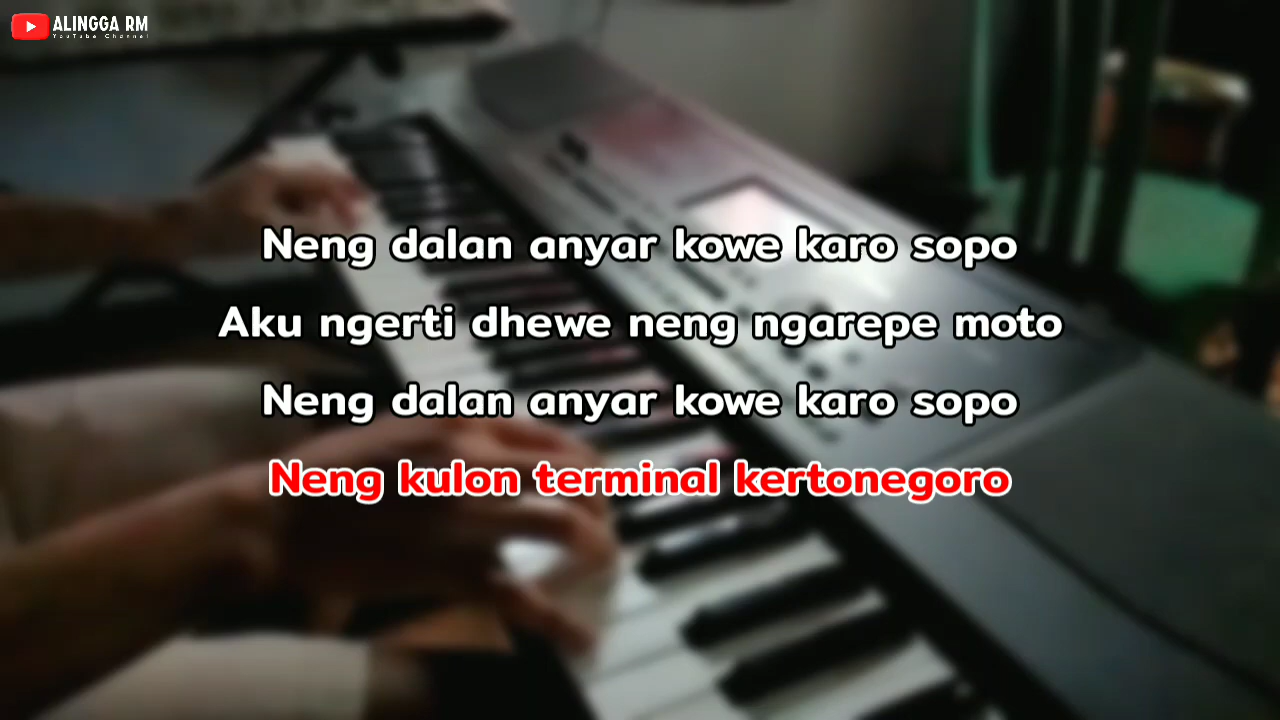 ALINGGA RM
YouTube Channel
Neng dalan anyar kowe karo sopo
Aku ngerti dhewe neng ngarepe moto
Neng dalan anyar kowe karo sopo
Neng kulon terminal kertonegoro